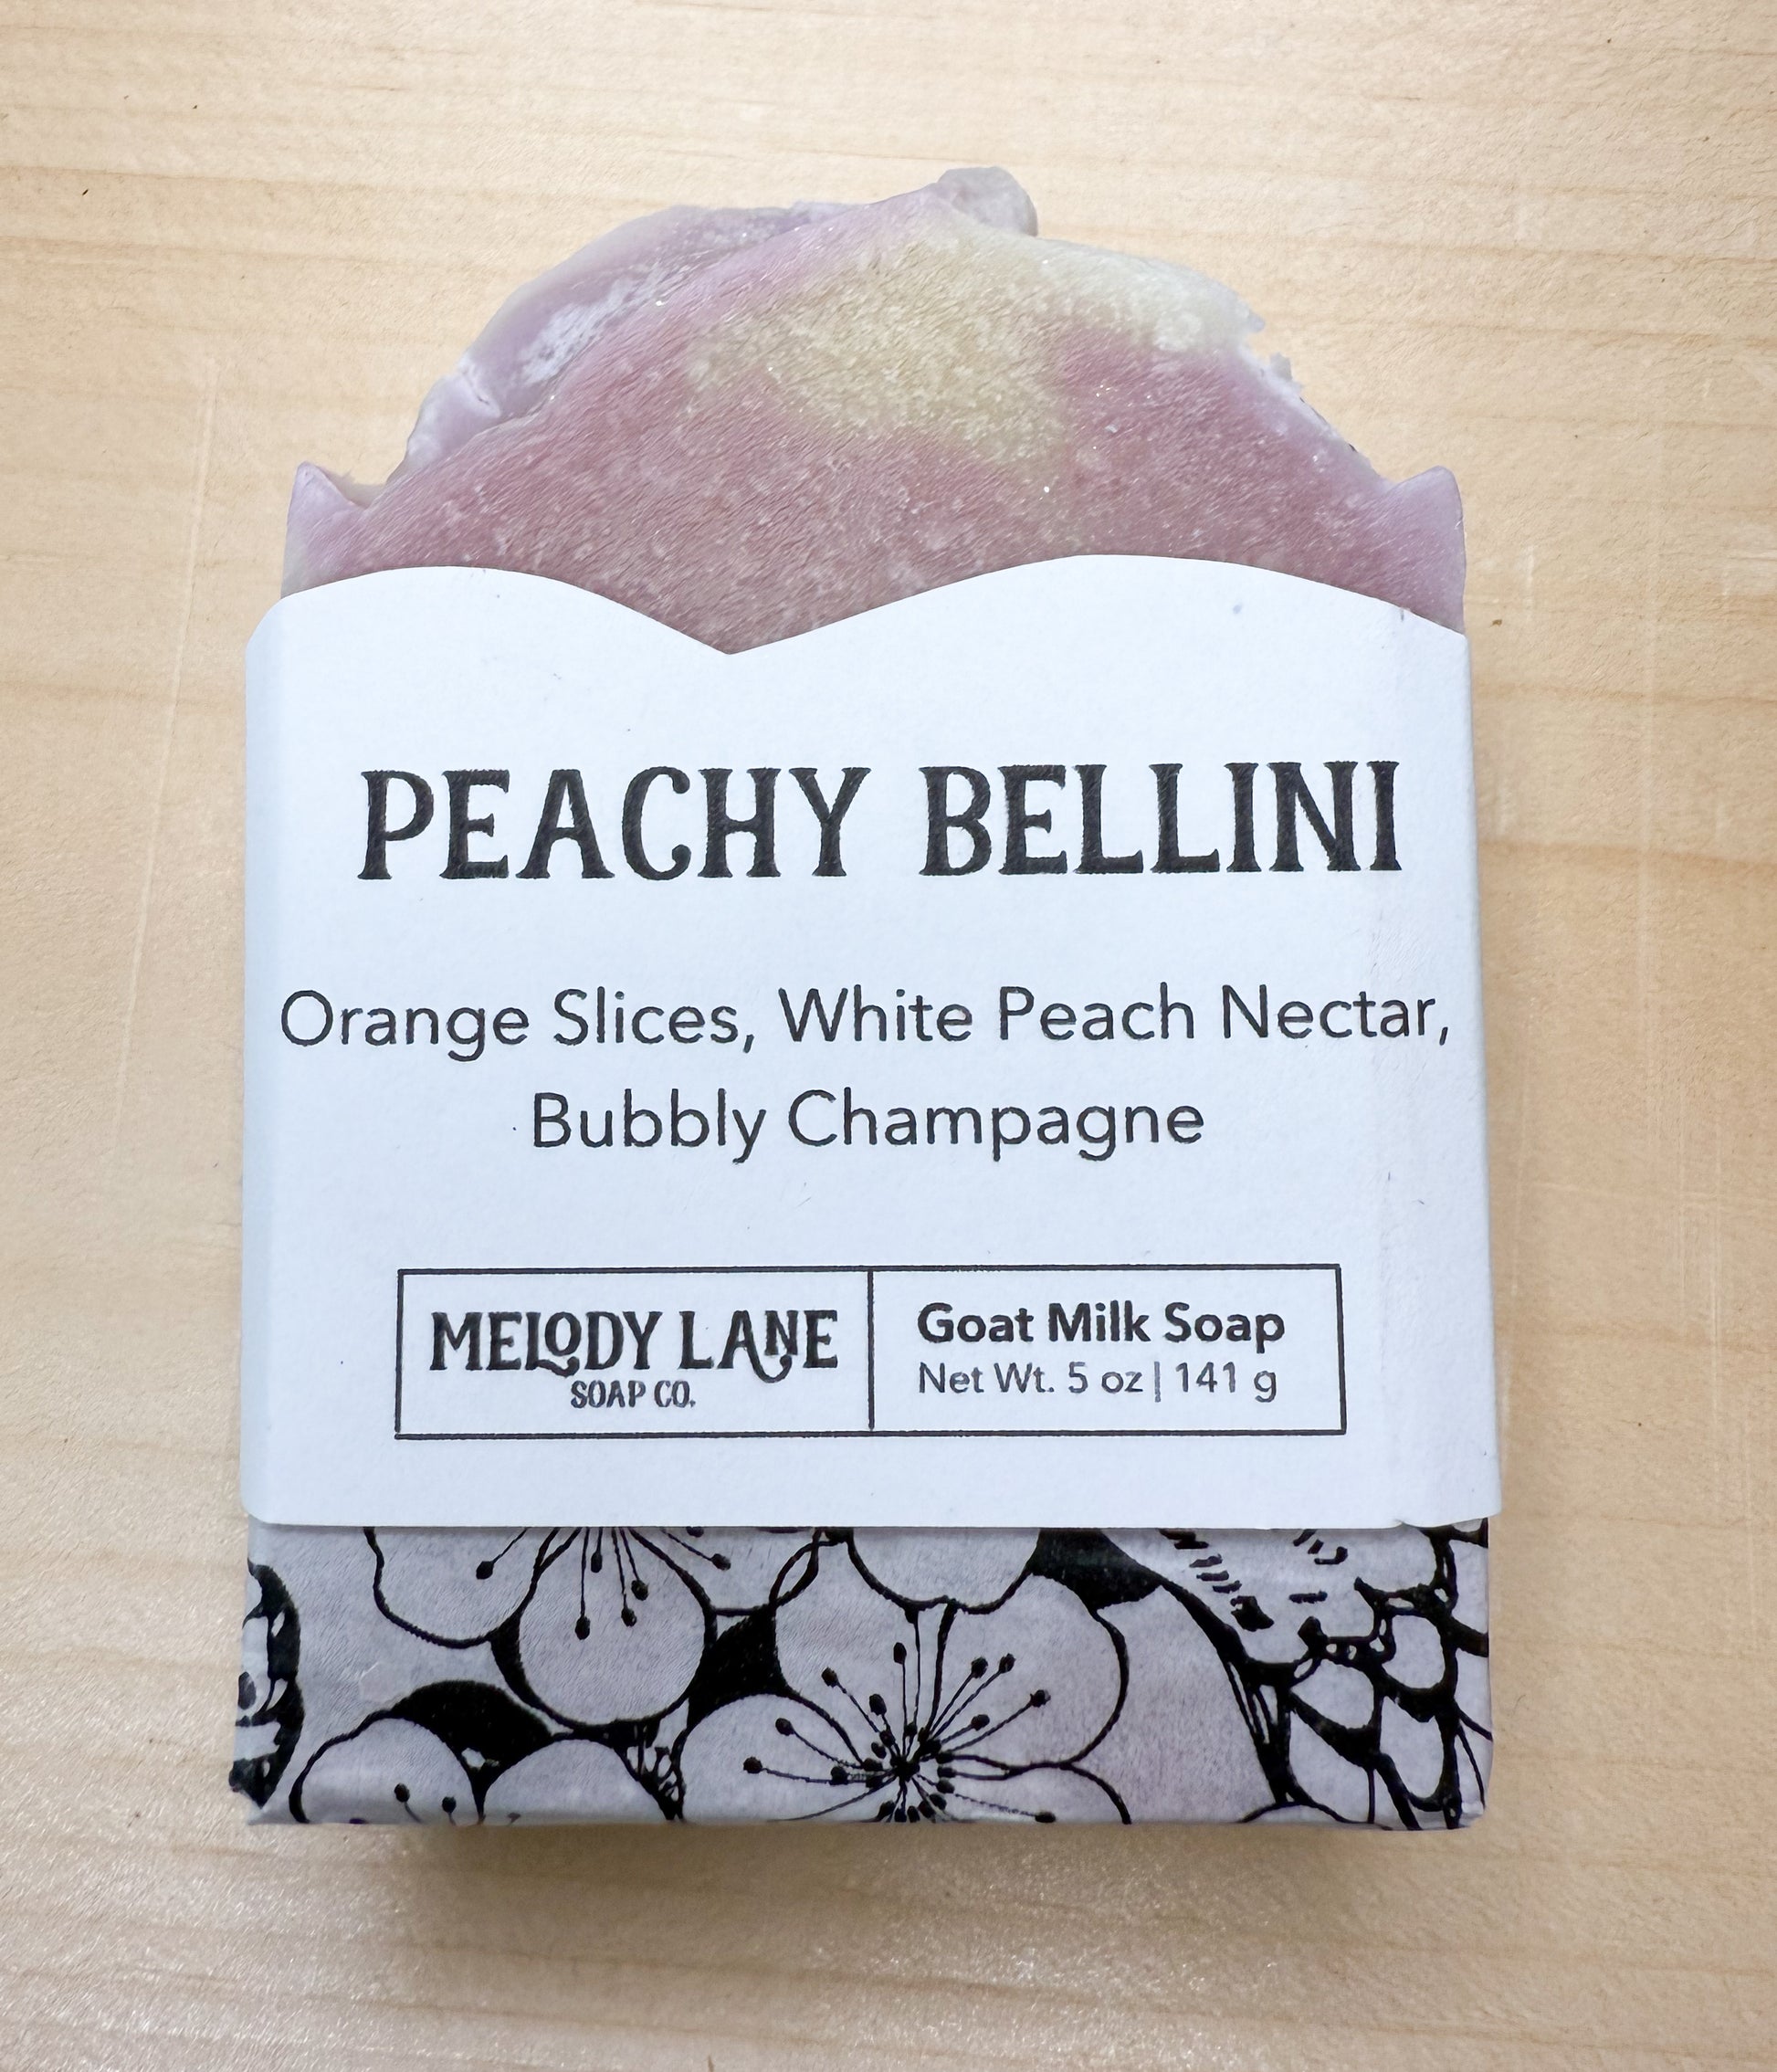 PEACHY BELLINI
Orange Slices, White Peach Nectar,
Bubbly Champagne
MELODY LANE
SOAP CO.
Goat Milk Soap
Net Wt. 5 oz | 141 g